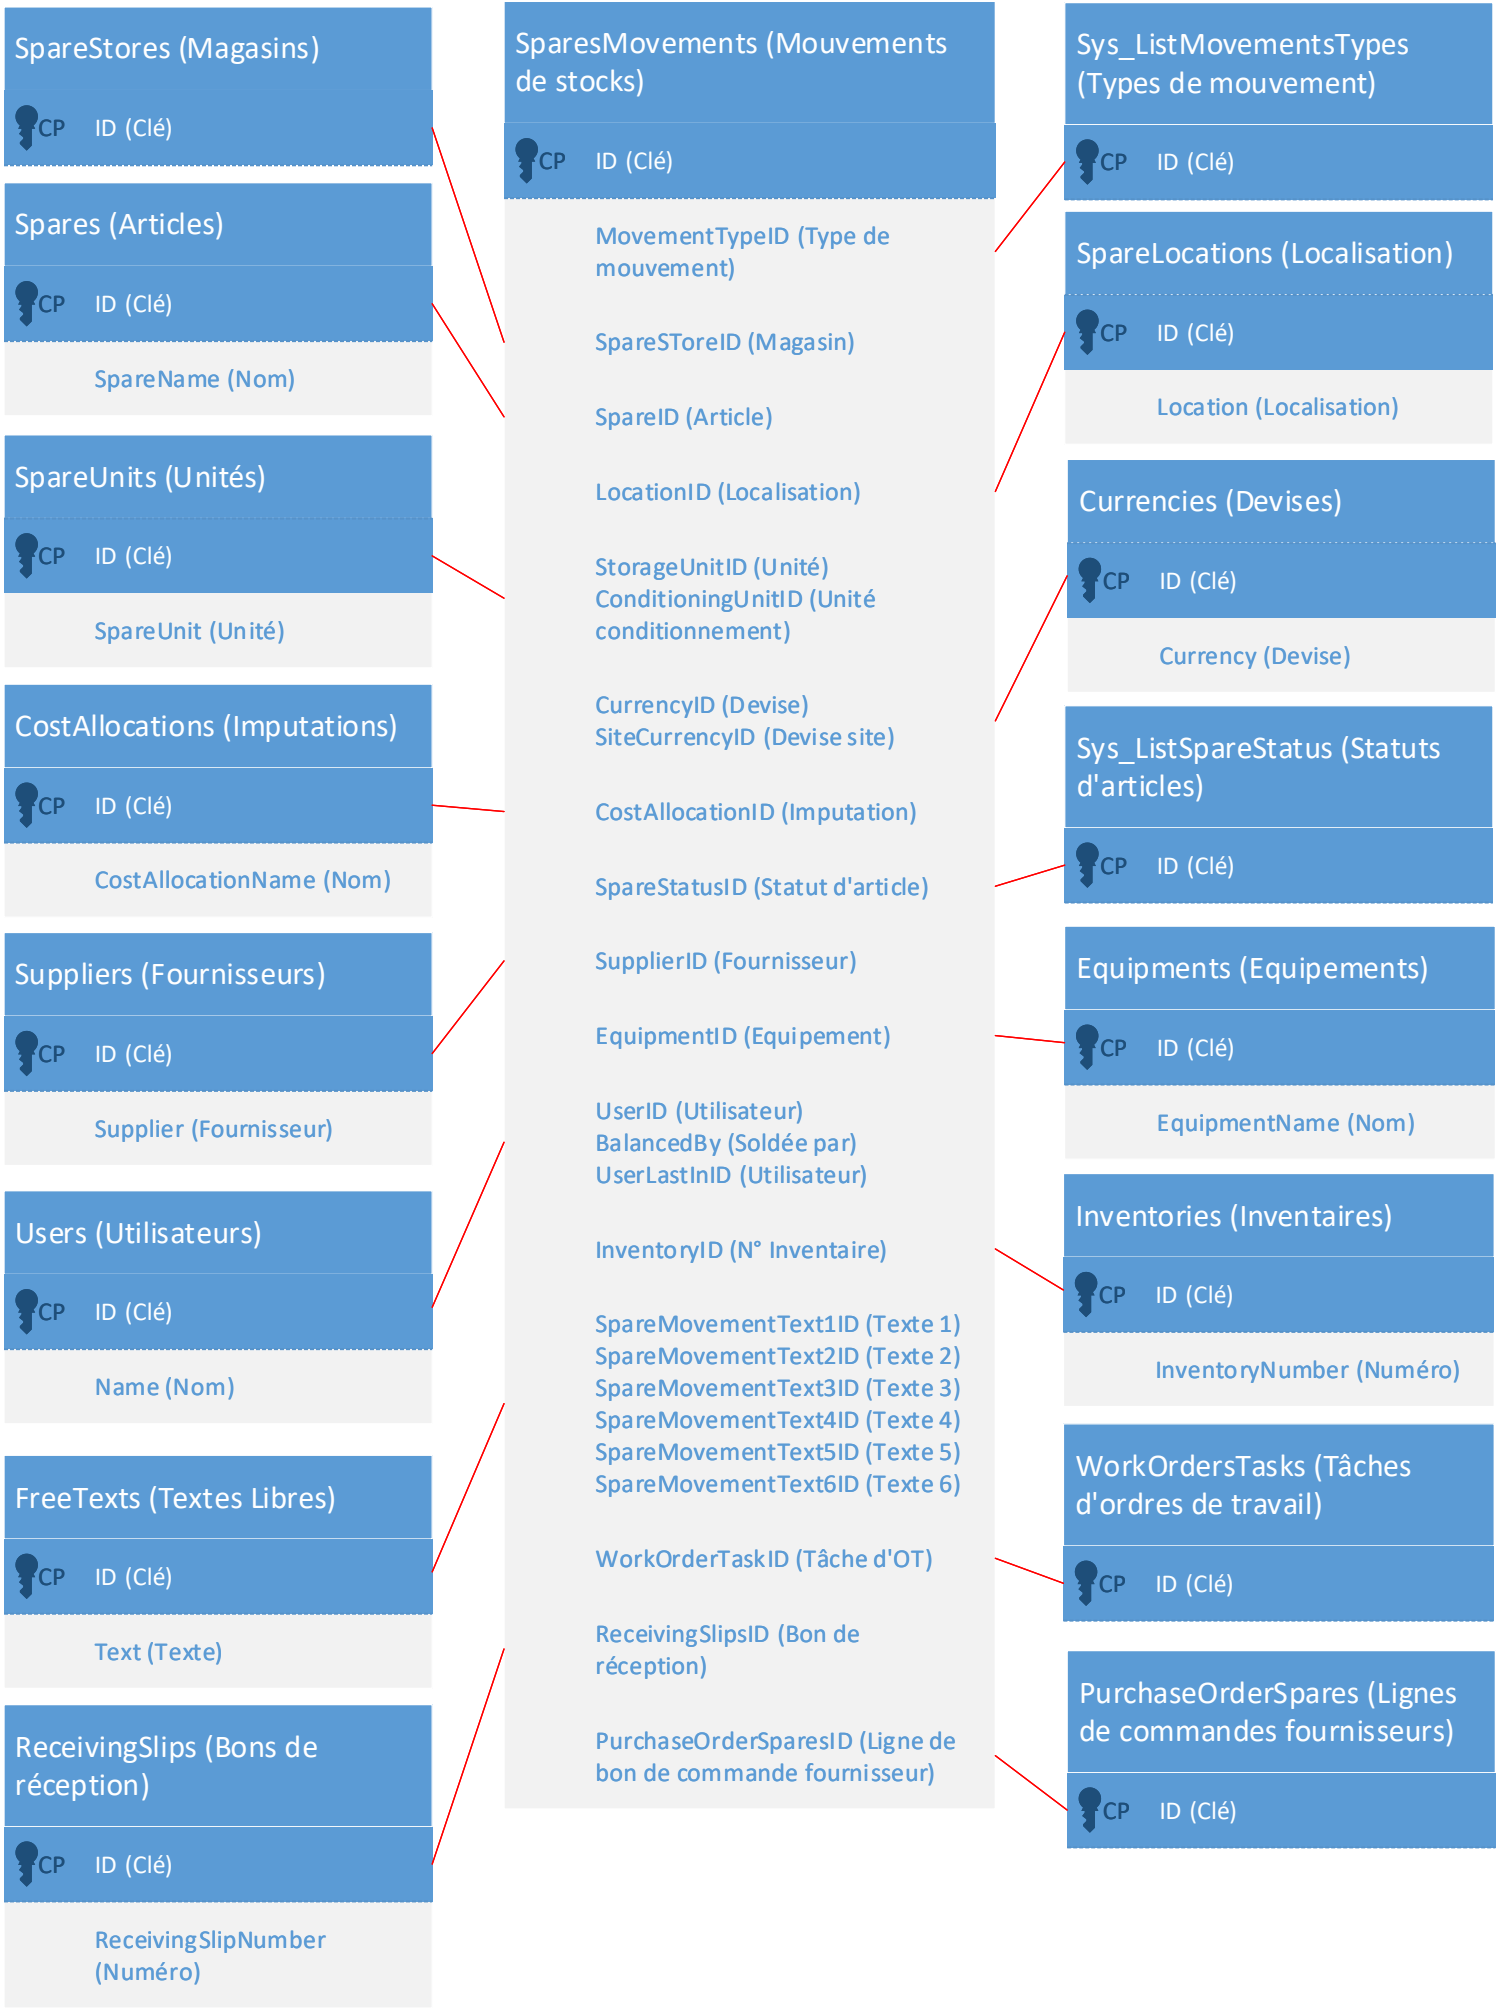 SpareStores (Magasins)
CP ID (Clé)
Spares (Articles)
CP ID (Clé)
SpareName (Nom)
SpareUnits (Unités)
CP ID (Clé)
SpareUnit (Unité)
CostAllocations (Imputations)
CP ID (Clé)
CostAllocationName (Nom)
Suppliers (Fournisseurs)
CP ID (Clé)
Supplier (Fournisseur)
Users (Utilisateurs)
CP ID (Clé)
Name (Nom)
FreeTexts (Textes Libres)
CP ID (Clé)
Text (Texte)
ReceivingSlips (Bons de
réception)
CP ID (Clé)
ReceivingSlipNumber
(Numéro)
SparesMovements (Mouvements
de stocks)
CP ID (Clé)
MovementTypeID (Type de
mouvement)
SpareSToreID (Magasin)
SpareID (Article)
LocationID (Localisation)
StorageUnitID (Unité)
ConditioningUnitID (Unité
conditionnement)
CurrencyID (Devise)
SiteCurrencyID (Devise site)
CostAllocationID (Imputation)
SpareStatusID (Statut d'article)
SupplierID (Fournisseur)
EquipmentID (Equipement)
UserID (Utilisateur)
BalancedBy (Soldée par)
UserLastInID (Utilisateur)
InventoryID (N° Inventaire)
SpareMovementText1ID (Texte 1)
SpareMovementText2ID (Texte 2)
SpareMovementText3ID (Texte 3)
SpareMovementText4ID (Texte 4)
SpareMovementText5ID (Texte 5)
SpareMovementText6ID (Texte 6)
WorkOrderTaskID (Tâche d'OT)
ReceivingSlipsID (Bon de
réception)
PurchaseOrderSparesID (Ligne de
bon de commande fournisseur)
Sys_ListMovementsTypes
(Types de mouvement)
CP ID (Clé)
SpareLocations (Localisation)
CP ID (Clé)
Location (Localisation)
Currencies (Devises)
CP ID (Clé)
Currency (Devise)
Sys_ListSpareStatus (Statuts
d'articles)
CP ID (Clé)
Equipments (Equipements)
CP ID (Clé)
EquipmentName (Nom)
Inventories (Inventaires)
CP ID (Clé)
InventoryNumber (Numéro)
WorkOrdersTasks (Tâches
d'ordres de travail)
CP ID (Clé)
PurchaseOrderSpares (Lignes
de commandes fournisseurs)
CP ID (Clé)